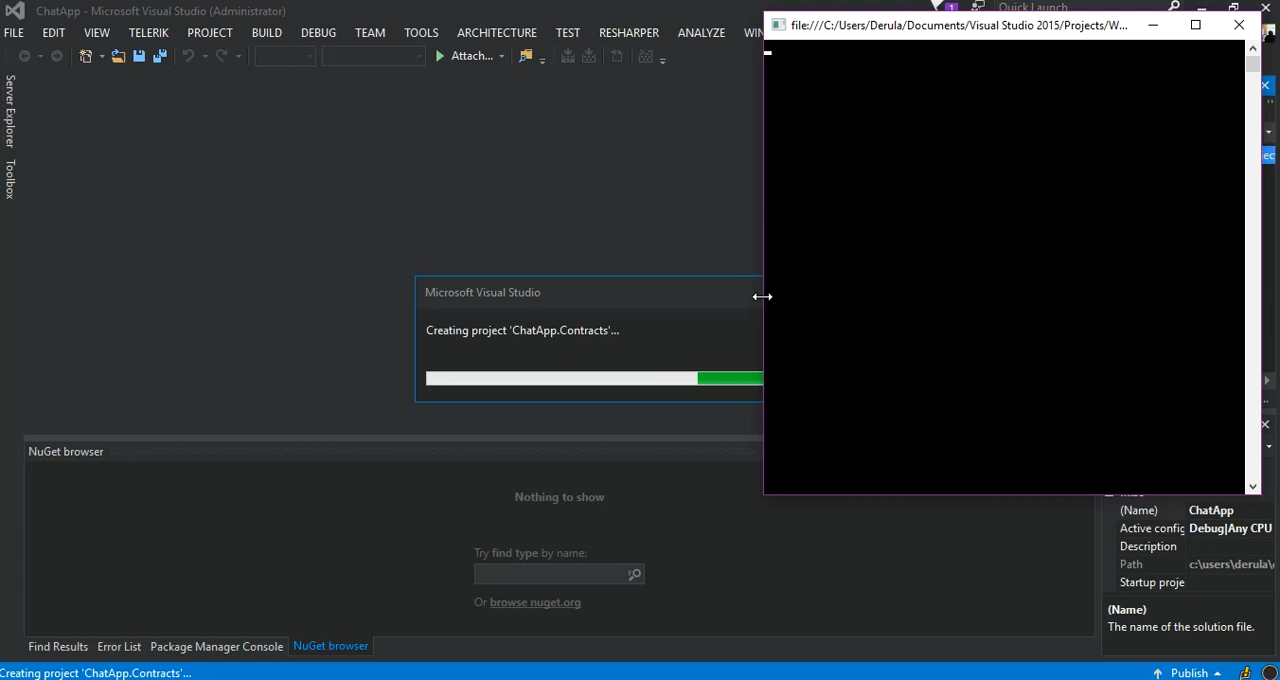 ChatApp - Microsoft Visual Studio (Administrator)
1
Quick Launch
FILE EDIT VIEW TELERIK PROJECT BUILD DEBUG TEAM TOOLS ARCHITECTURE TEST RESHARPER ANALYZE WIN
file:///C:/Users/Derula/Documents/Visual Studio 2015/Projects/W...
Attach...
Server Explorer
Toolbox
Microsoft Visual Studio
Creating project 'ChatApp.Contracts'...
NuGet browser
Nothing to show
Try find type by name:
Or browse nuget.org
(Name) ChatApp
Active config Debug|Any CPU
Description
Path c:\users\derula\
Startup proje
(Name)
The name of the solution file.
Find Results Error List Package Manager Console NuGet browser
Creating project 'ChatApp.Contracts'...
Publish